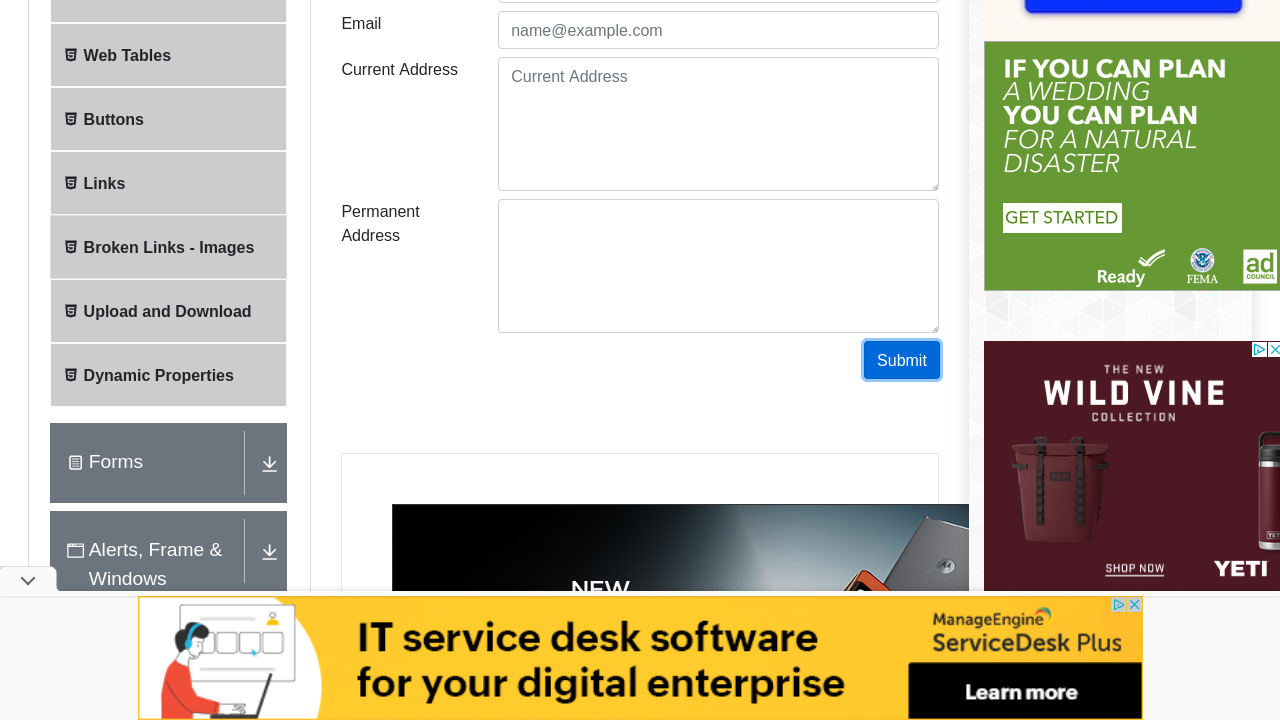 Email
name@example.com
Current Address
Current Address
Permanent
Address
Submit
Web Tables
Buttons
Links
Broken Links - Images
Upload and Download
Dynamic Properties
Forms
Alerts, Frame &
Windows
IF YOU CAN PLAN
A WEDDING
YOU CAN PLAN
FOR A NATURAL
DISASTER
GET STARTED
Ready
FEMA
ad
COUNCIL
THE NEW
WILD VINE
COLLECTION
YETI
SHOP NOW
YETI
NEW
IT service desk software
for your digital enterprise
ManageEngine
ServiceDesk Plus
Learn more